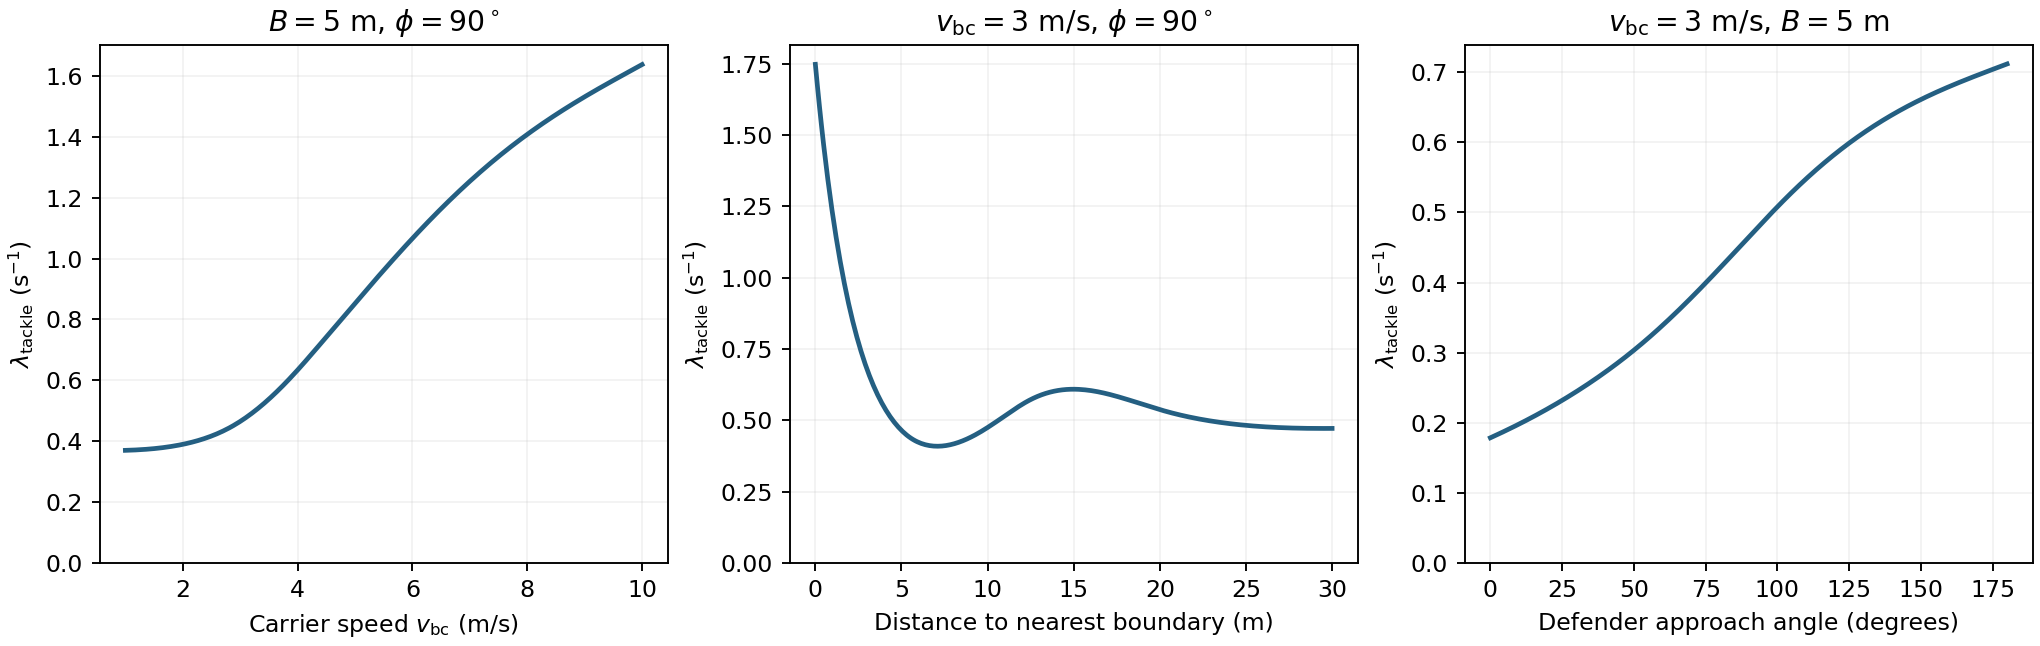 B = 5 m, ϕ = 90°
λtackle (s⁻¹)
1.6
1.4
1.2
1.0
0.8
0.6
0.4
0.2
0.0
2 4 6 8 10
Carrier speed vbc (m/s)
vbc = 3 m/s, ϕ = 90°
λtackle (s⁻¹)
1.75
1.50
1.25
1.00
0.75
0.50
0.25
0.00
0 5 10 15 20 25 30
Distance to nearest boundary (m)
vbc = 3 m/s, B = 5 m
λtackle (s⁻¹)
0.7
0.6
0.5
0.4
0.3
0.2
0.1
0.0
0 25 50 75 100 125 150 175
Defender approach angle (degrees)